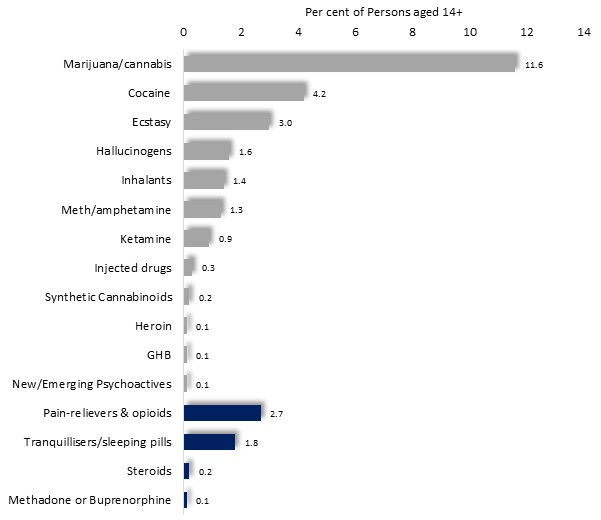 Per cent of Persons aged 14+
0 2 4 6 8 10 12 14
Marijuana/cannabis 11.6
Cocaine 4.2
Ecstasy 3.0
Hallucinogens 1.6
Inhalants 1.4
Meth/amphetamine 1.3
Ketamine 0.9
Injected drugs 0.3
Synthetic Cannabinoids 0.2
Heroin 0.1
GHB 0.1
New/Emerging Psychoactives 0.1
Pain-relievers & opioids 2.7
Tranquillisers/sleeping pills 1.8
Steroids 0.2
Methadone or Buprenorphine 0.1